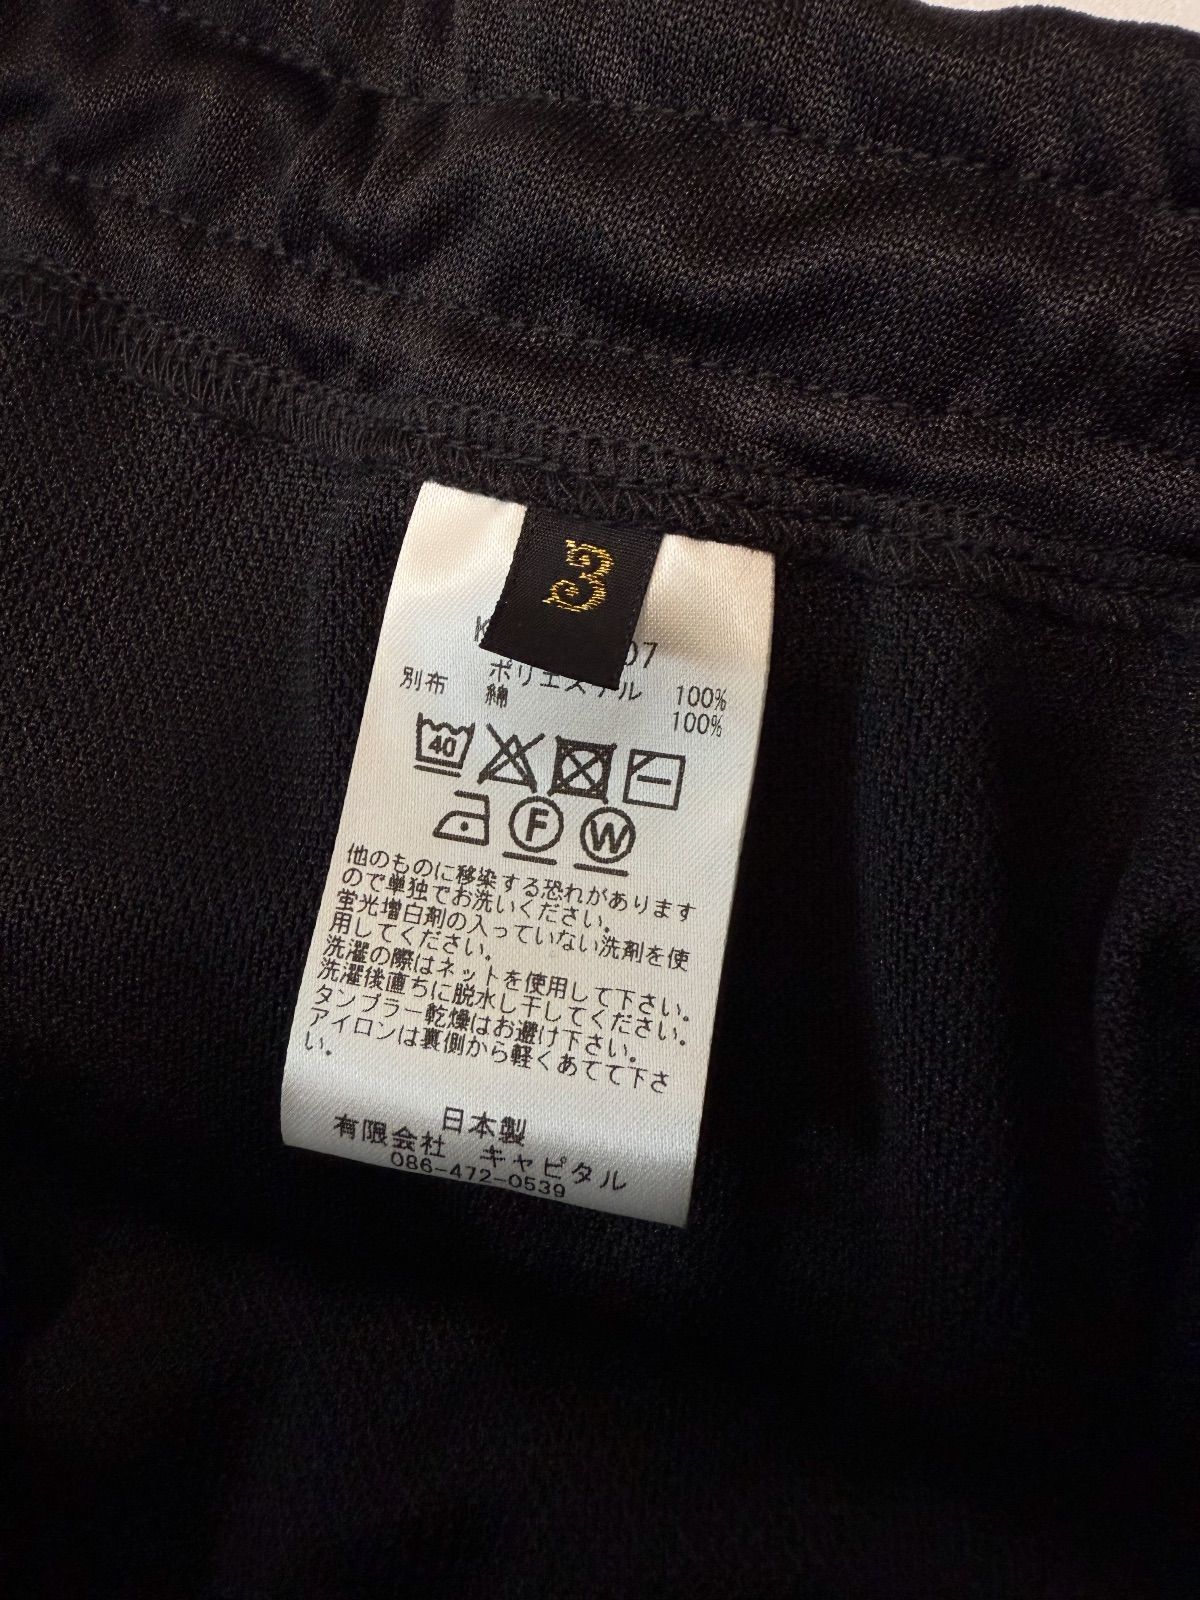 3
07
ポリエステル 100%
別布 綿 100%
40
F W
他のものに移染する恐れがあります
ので単独でお洗いください。
蛍光増白剤の入っていない洗剤を使
用してください。
洗濯の際はネットを使用して下さい。
洗濯後直ちに脱水し干してください。
タンブラー乾燥はお避け下さい。
アイロンは裏側から軽くあてて下さ
い。
日本製
有限会社 キャピタル
086-472-0539